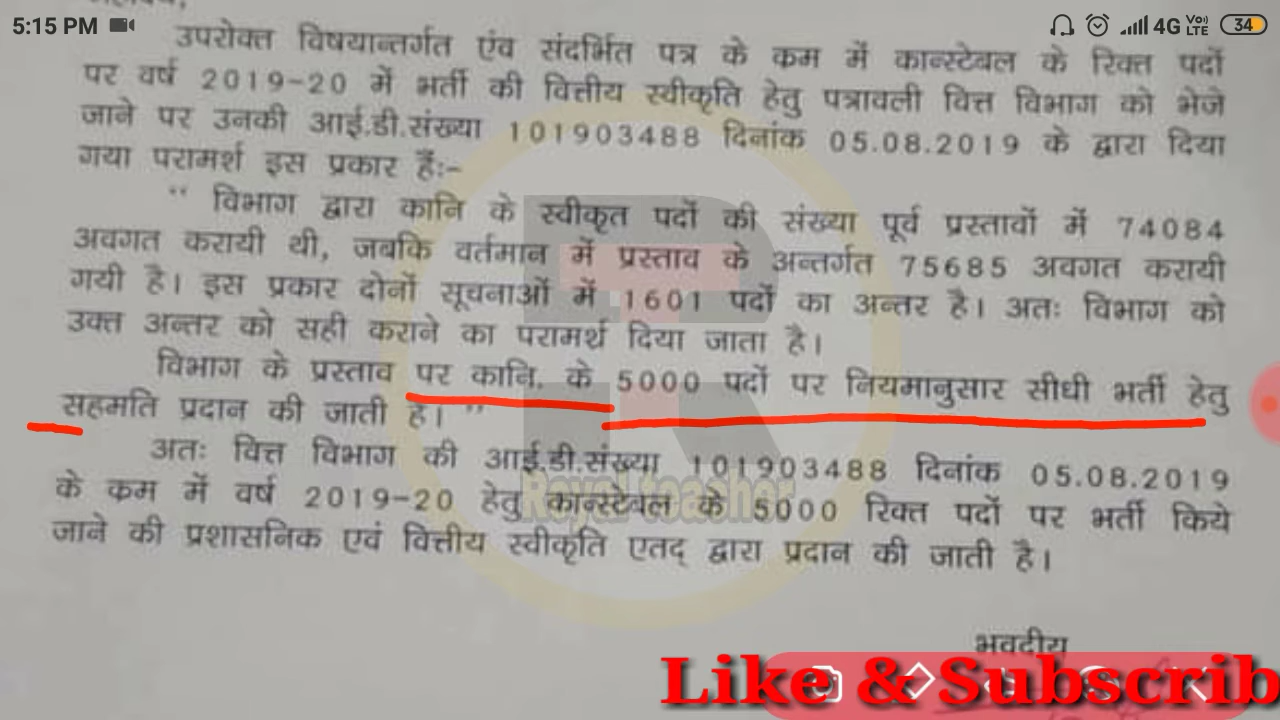 5:15 PM 4G Vo) LTE 34
उपरोक्त विषयान्तर्गत एंव संदर्भित पत्र के कम में कान्स्टेबल के रिक्त पदों
पर वर्ष 2019-20 में भर्ती की वित्तीय स्वीकृति हेतु पत्रावली वित्त विभाग को भेजे
जाने पर उनकी आई.डी.संख्या 101903488 दिनांक 05.08.2019 के द्वारा दिया
गया परामर्श इस प्रकार हैं:-
" विभाग द्वारा कानि के स्वीकृत पदों की संख्या पूर्व प्रस्तावों में 74084
अवगत करायी थी, जबकि वर्तमान में प्रस्ताव के अन्तर्गत 75685 अवगत करायी
गयी है। इस प्रकार दोनों सूचनाओं में 1601 पदों का अन्तर है। अतः विभाग को
उक्त अन्तर को सही कराने का परामर्श दिया जाता है।
विभाग के प्रस्ताव पर कानि. के 5000 पदों पर नियमानुसार सीधी भर्ती हेतु
सहमति प्रदान की जाती है। "
अतः वित्त विभाग की आई.डी.संख्या 101903488 दिनांक 05.08.2019
के कम में वर्ष 2019-20 हेतु कान्स्टेबल के 5000 रिक्त पदों पर भर्ती किये
Royal teacher
जाने की प्रशासनिक एवं वित्तीय स्वीकृति एतद् द्वारा प्रदान की जाती है।
भवदीय
Like & Subscrib